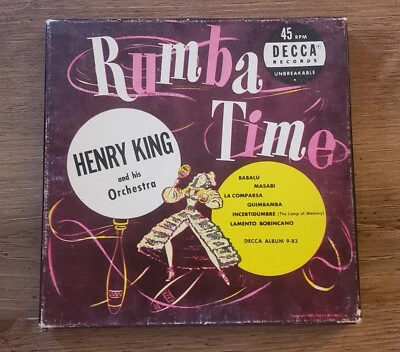 45
RPM
DECCA
RECORDS
UNBREAKABLE
Rumba
Time
HENRY KING
and his
Orchestra
BABALU
MASABI
LA COMPARSA
QUIMBAMBA
INCERTIDUMBRE (The Lamp of Memory)
LAMENTO BORINCANO
DECCA ALBUM 9-83